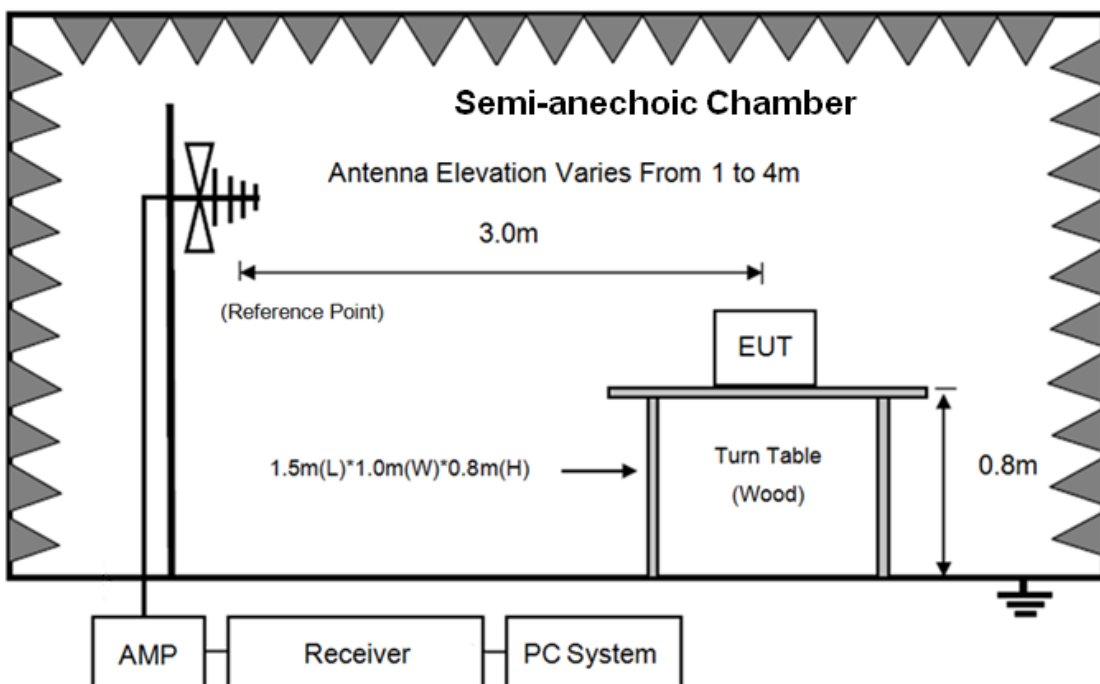 Semi-anechoic Chamber
Antenna Elevation Varies From 1 to 4m
3.0m
(Reference Point)
EUT
1.5m(L)*1.0m(W)*0.8m(H)
Turn Table
(Wood)
0.8m
AMP
Receiver
PC System